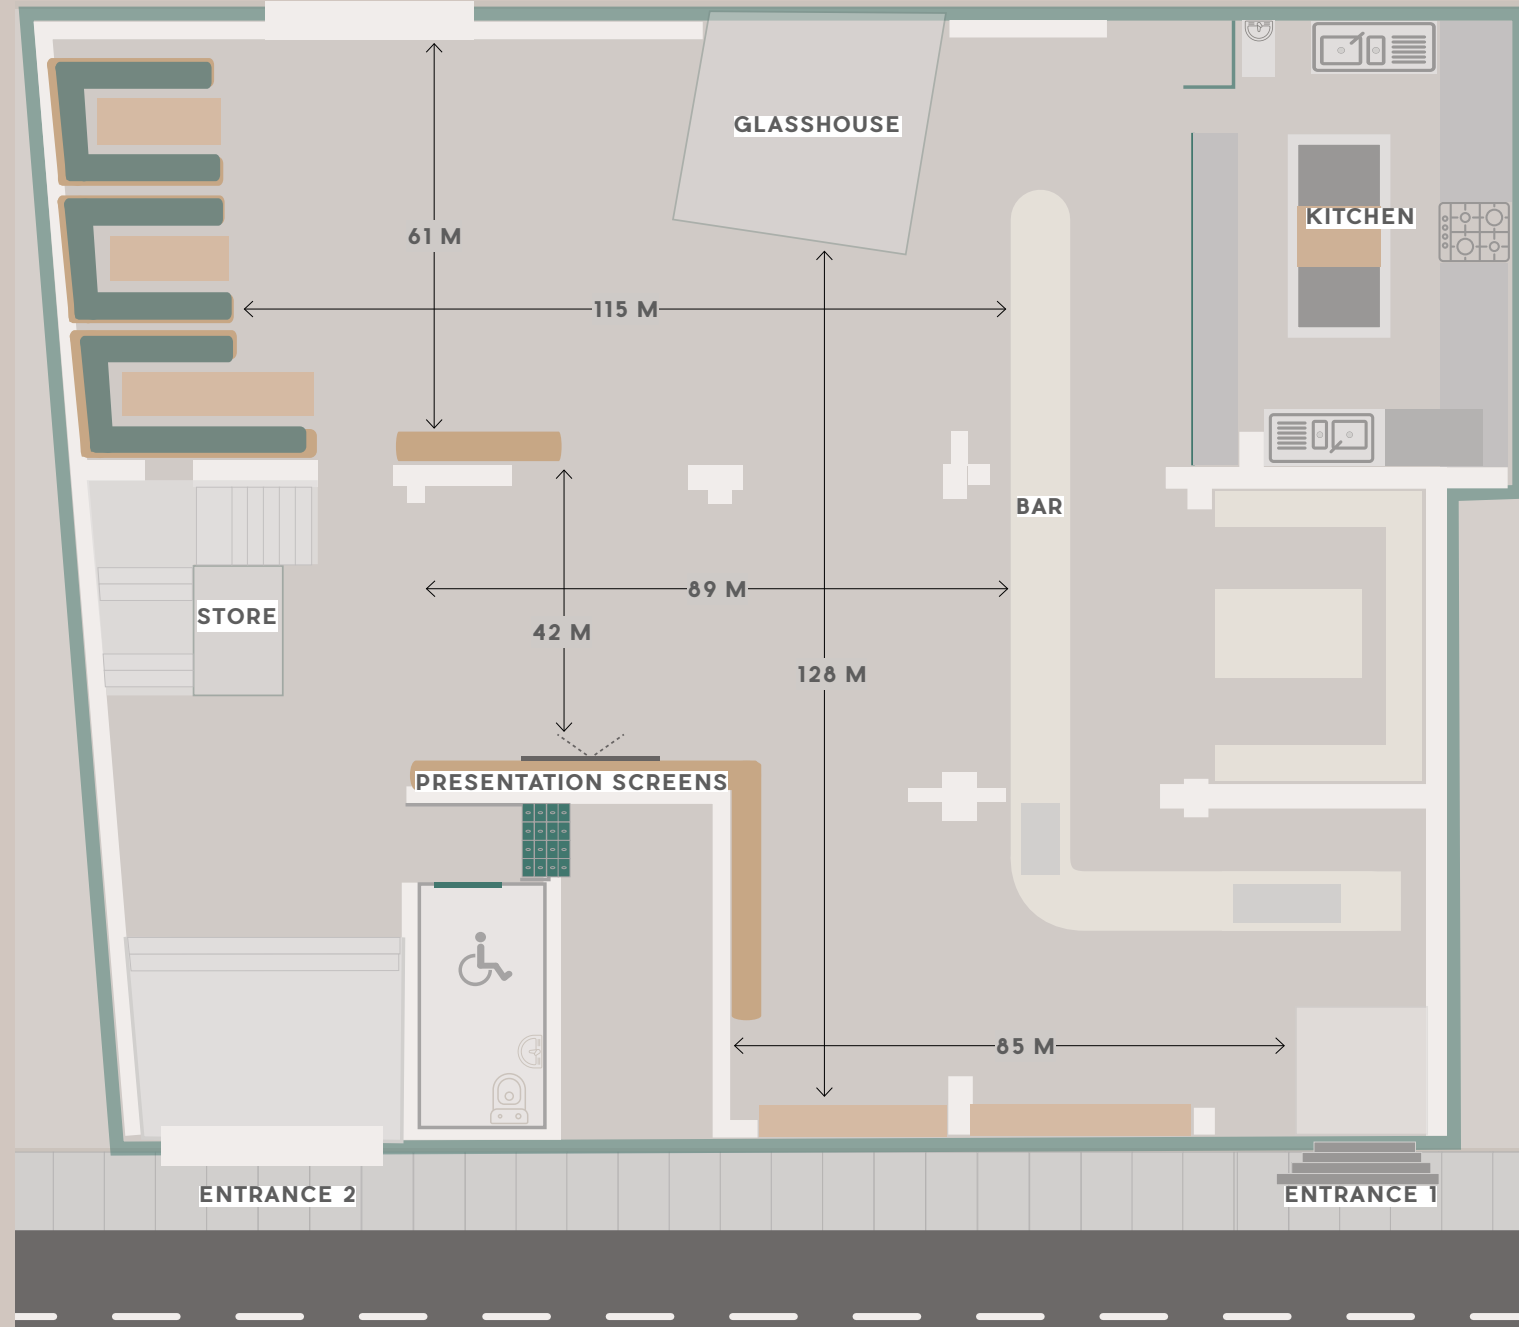 GLASSHOUSE
KITCHEN
61 M
115 M
BAR
89 M
STORE
42 M
128 M
PRESENTATION SCREENS
85 M
ENTRANCE 2
ENTRANCE 1